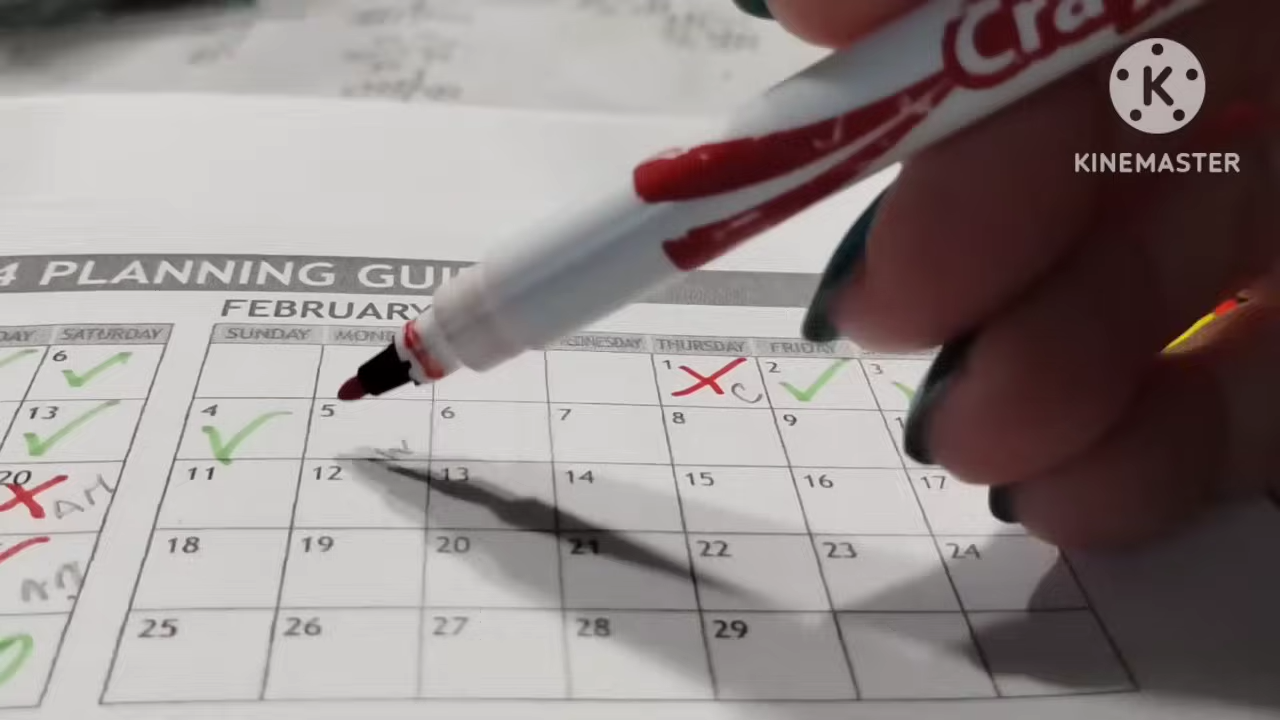 Cra
KINEMASTER
4 PLANNING GUI
FEBRUARY
SATURDAY
SUNDAY MOND THURSDAY FRIDAY
6 1 C 2 3
13 4 5 6 7 8 9
20 AM 11 12 13 14 15 16 17
18 19 20 21 22 23 24
25 26 27 28 29